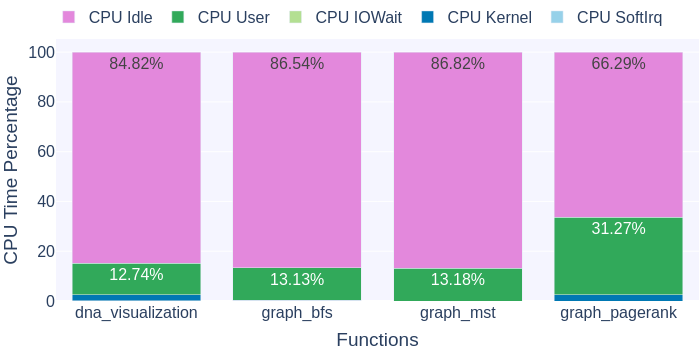 CPU Idle CPU User CPU IOWait CPU Kernel CPU SoftIrq
CPU Time Percentage
100
80
60
40
20
0
84.82% 86.54% 86.82% 66.29%
12.74% 13.13% 13.18% 31.27%
dna_visualization graph_bfs graph_mst graph_pagerank
Functions